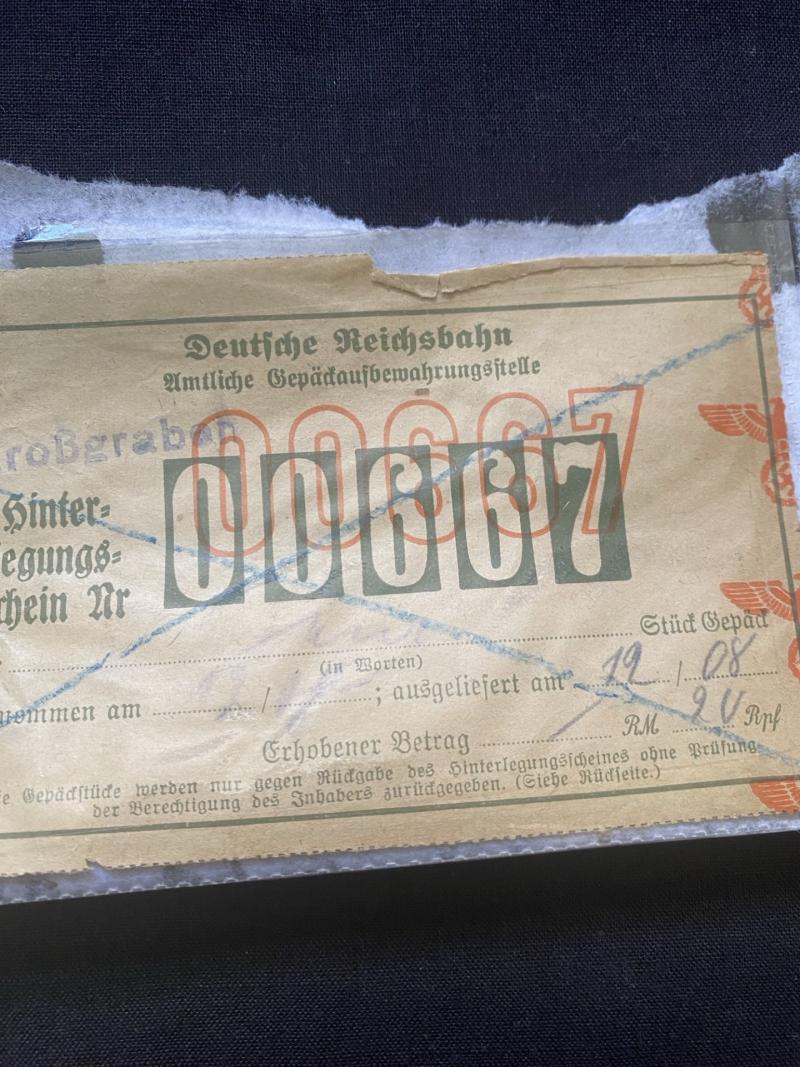 Deutsche Reichsbahn
Amtliche Gepäckaufbewahrungsstelle
roßgraben
00667
Hinter=
egungs=
chein Nr
00667
Stück Gepäck
(in Worten)
nommen am / ; ausgeliefert am 12 / 08
Erhobener Betrag RM 20 Rpf
e Gepäckstücke werden nur gegen Rückgabe des Hinterlegungsscheines ohne Prüfung
der Berechtigung des Inhabers zurückgegeben. (Siehe Rückseite.)